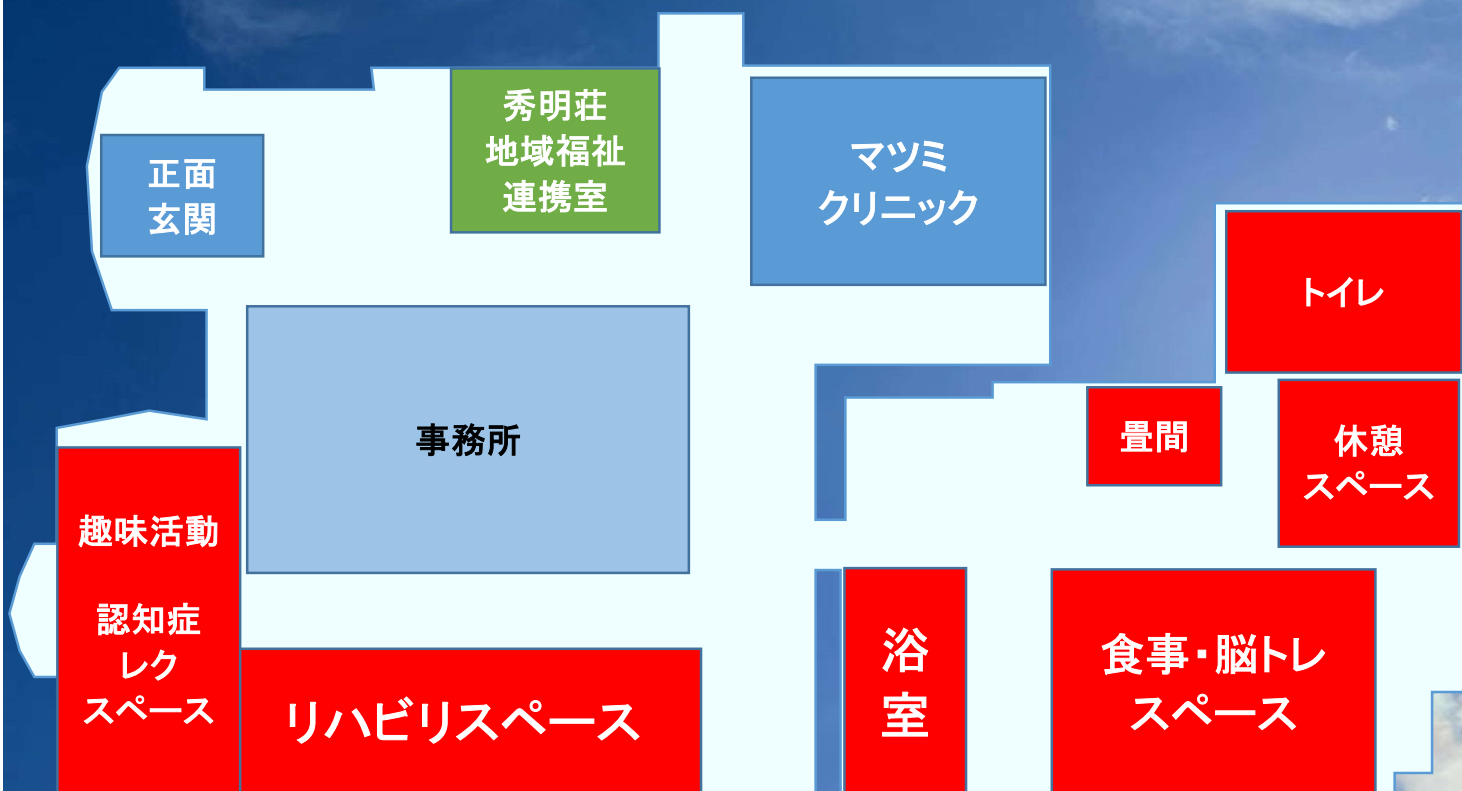 正面
玄関
秀明荘
地域福祉
連携室
マツミ
クリニック
トイレ
事務所
畳間
休憩
スペース
趣味活動
認知症
レク
スペース
リハビリスペース
浴
室
食事・脳トレ
スペース